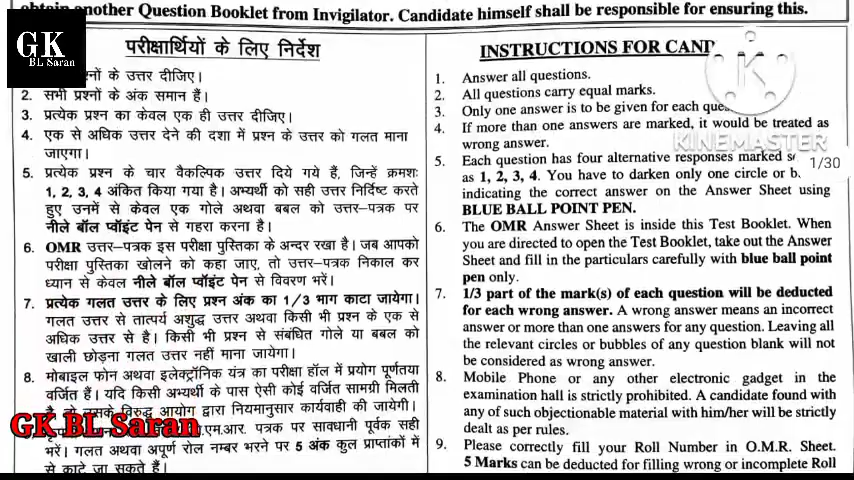 obtain another Question Booklet from Invigilator. Candidate himself shall be responsible for ensuring this.
GK
BL Saran
परीक्षार्थियों के लिए निर्देश
के उत्तर दीजिए।
2. सभी प्रश्नों के अंक समान हैं।
3. प्रत्येक प्रश्न का केवल एक ही उत्तर दीजिए।
4. एक से अधिक उत्तर देने की दशा में प्रश्न के उत्तर को गलत माना
जाएगा।
5. प्रत्येक प्रश्न के चार वैकल्पिक उत्तर दिये गये हैं, जिन्हें क्रमशः
1, 2, 3, 4 अंकित किया गया है। अभ्यर्थी को सही उत्तर निर्दिष्ट करते
हुए उनमें से केवल एक गोले अथवा बबल को उत्तर-पत्रक पर
नीले बॉल प्वॉइंट पेन से गहरा करना है।
6. OMR उत्तर-पत्रक इस परीक्षा पुस्तिका के अन्दर रखा है। जब आपको
परीक्षा पुस्तिका खोलने को कहा जाए, तो उत्तर-पत्रक निकाल कर
ध्यान से केवल नीले बॉल प्वॉइंट पेन से विवरण भरें।
7. प्रत्येक गलत उत्तर के लिए प्रश्न अंक का 1/3 भाग काटा जायेगा।
गलत उत्तर से तात्पर्य अशुद्ध उत्तर अथवा किसी भी प्रश्न के एक से
अधिक उत्तर से है। किसी भी प्रश्न से संबंधित गोले या बबल को
खाली छोड़ना गलत उत्तर नहीं माना जायेगा।
8. मोबाइल फोन अथवा इलेक्ट्रॉनिक यंत्र का परीक्षा हॉल में प्रयोग पूर्णतया
वर्जित हैं। यदि किसी अभ्यर्थी के पास ऐसी कोई वर्जित सामग्री मिलती
है, तो उसके विरुद्ध आयोग द्वारा नियमानुसार कार्यवाही की जायेगी।
एम.आर. पत्रक पर सावधानी पूर्वक सही
भरें। गलत अथवा अपूर्ण रोल नम्बर भरने पर 5 अंक कुल प्राप्तांकों में
से काटे जा सकते हैं।
GK BL Saran
INSTRUCTIONS FOR CAND
1. Answer all questions.
2. All questions carry equal marks.
3. Only one answer is to be given for each
4. If more than one answers are marked, it would be treated as
wrong answer.
5. Each question has four alternative responses marked
as 1, 2, 3, 4. You have to darken only one circle or
indicating the correct answer on the Answer Sheet using
BLUE BALL POINT PEN.
6. The OMR Answer Sheet is inside this Test Booklet. When
you are directed to open the Test Booklet, take out the Answer
Sheet and fill in the particulars carefully with blue ball point
pen only.
7. 1/3 part of the mark(s) of each question will be deducted
for each wrong answer. A wrong answer means an incorrect
answer or more than one answers for any question. Leaving all
the relevant circles or bubbles of any question blank will not
be considered as wrong answer.
8. Mobile Phone or any other electronic gadget in the
examination hall is strictly prohibited. A candidate found with
any of such objectionable material with him/her will be strictly
dealt as per rules.
9. Please correctly fill your Roll Number in O.M.R. Sheet.
5 Marks can be deducted for filling wrong or incomplete Roll
KINEMASTER
1/30